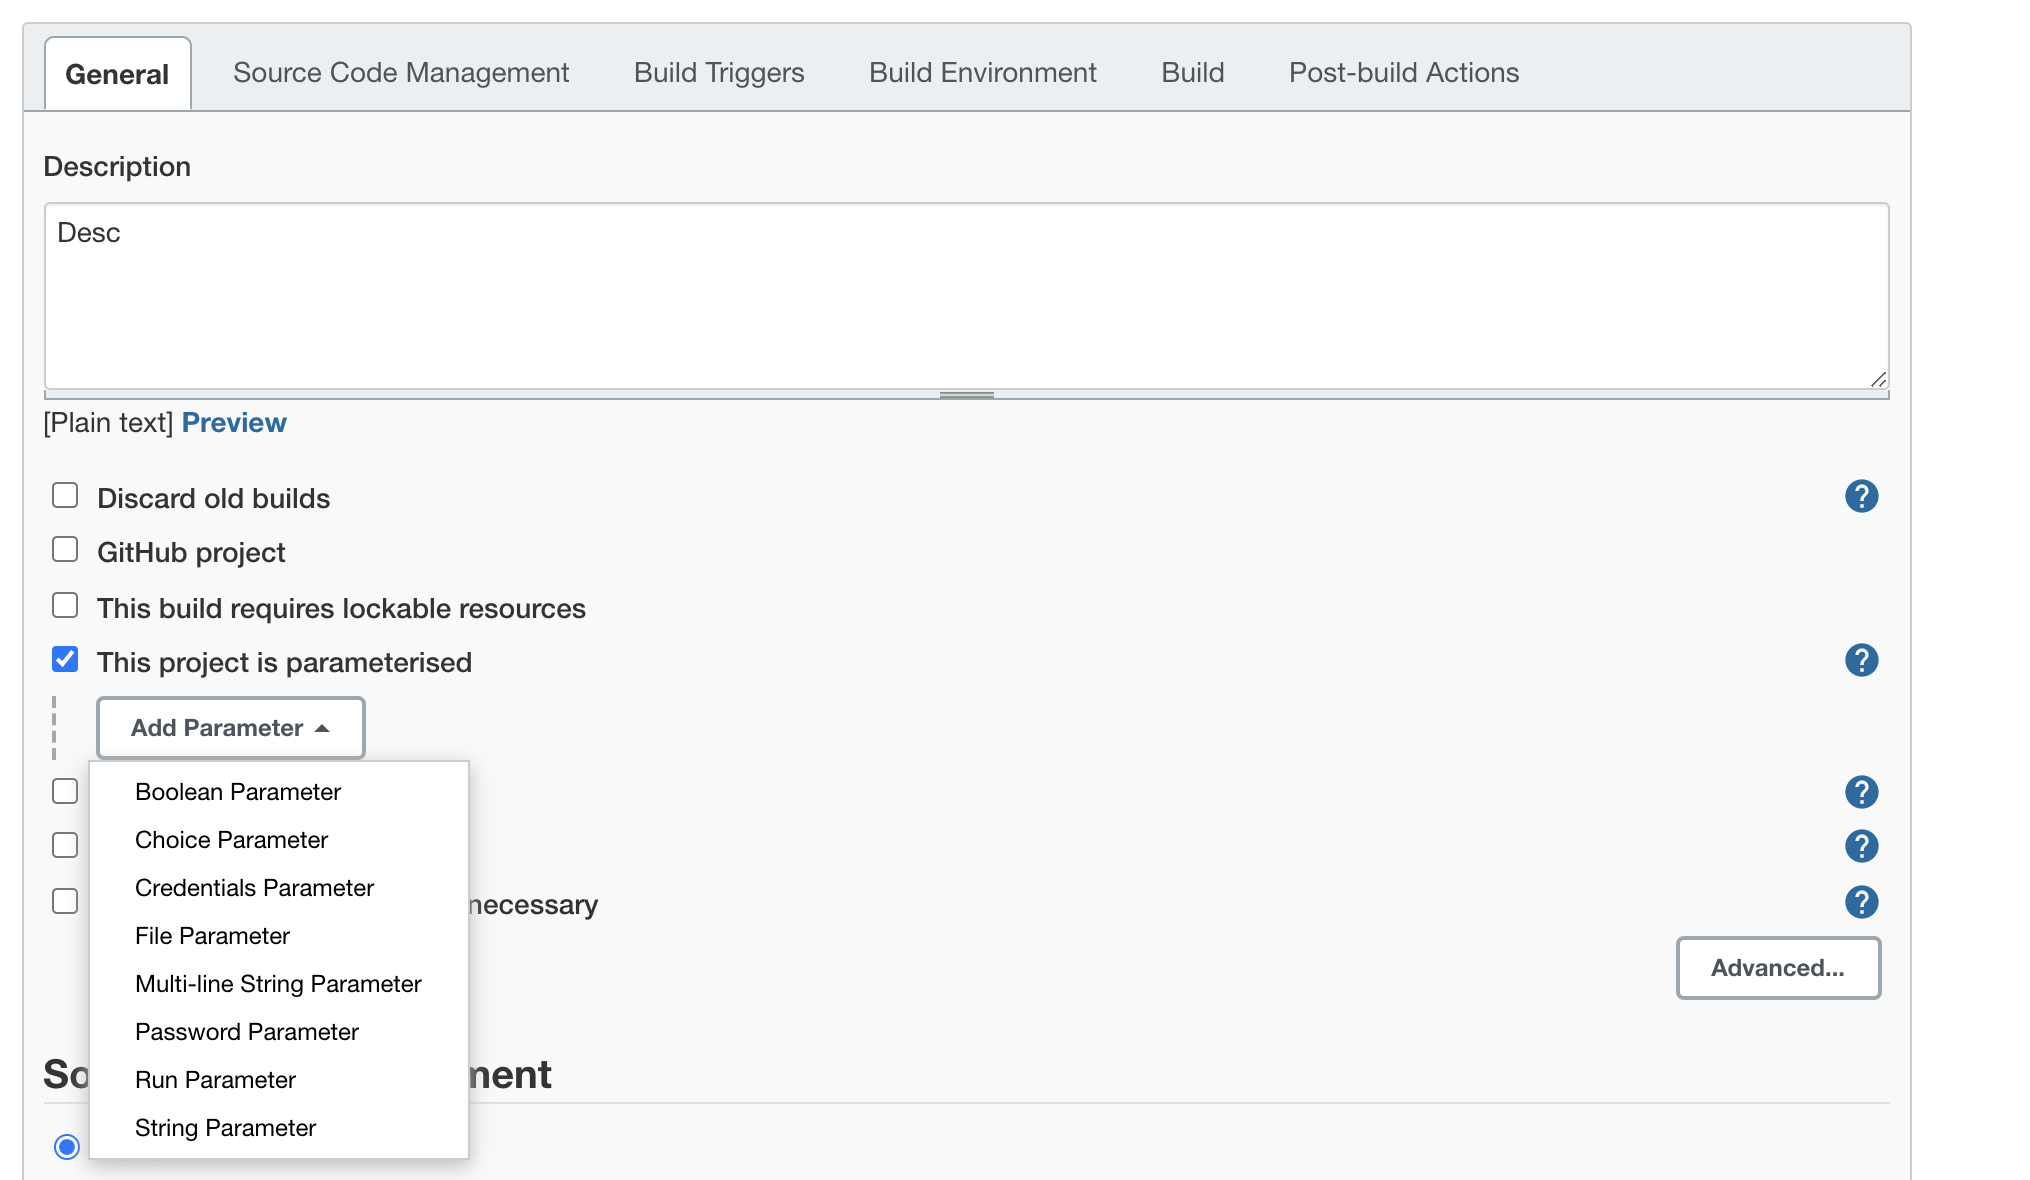 General Source Code Management Build Triggers Build Environment Build Post-build Actions
Description
Desc
[Plain text] Preview
Discard old builds ?
GitHub project
This build requires lockable resources
This project is parameterised ?
Add Parameter
Boolean Parameter ?
Choice Parameter ?
Credentials Parameter
necessary ?
File Parameter
Advanced...
Multi-line String Parameter
Password Parameter
Run Parameter
String Parameter